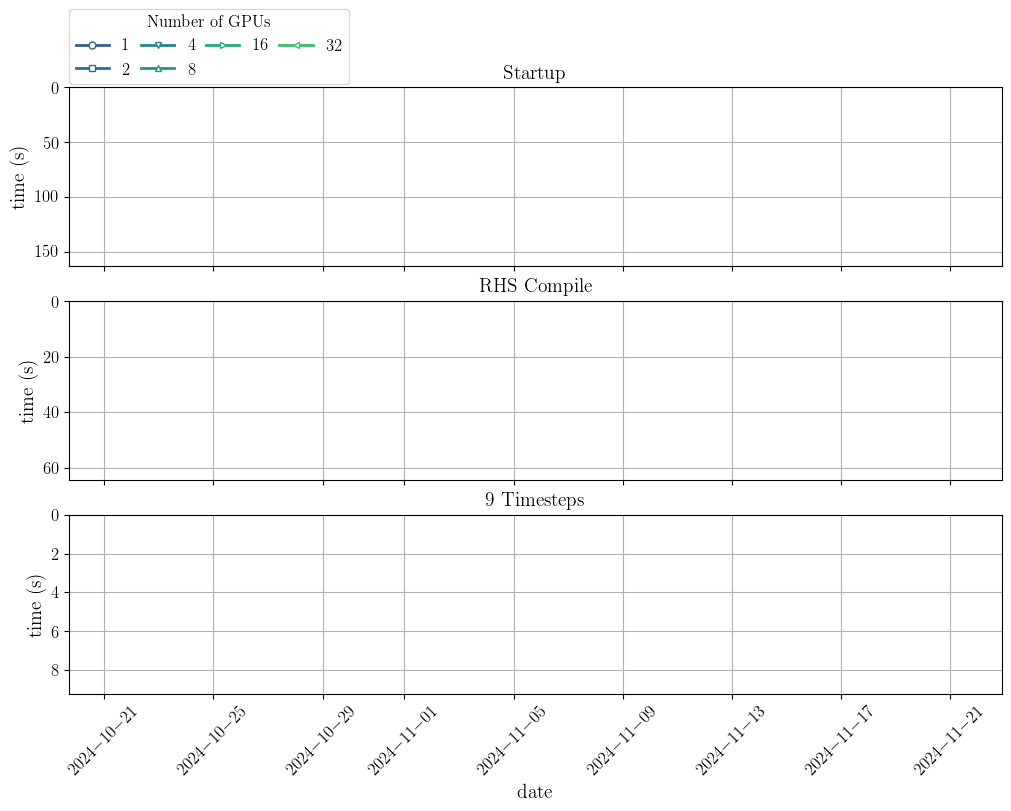 Number of GPUs
1 4 16 32
2 8
Startup
0
50
100
150
time (s)
RHS Compile
0
20
40
60
time (s)
9 Timesteps
0
2
4
6
8
time (s)
2024−10−21 2024−10−25 2024−10−29 2024−11−01 2024−11−05 2024−11−09 2024−11−13 2024−11−17 2024−11−21
date